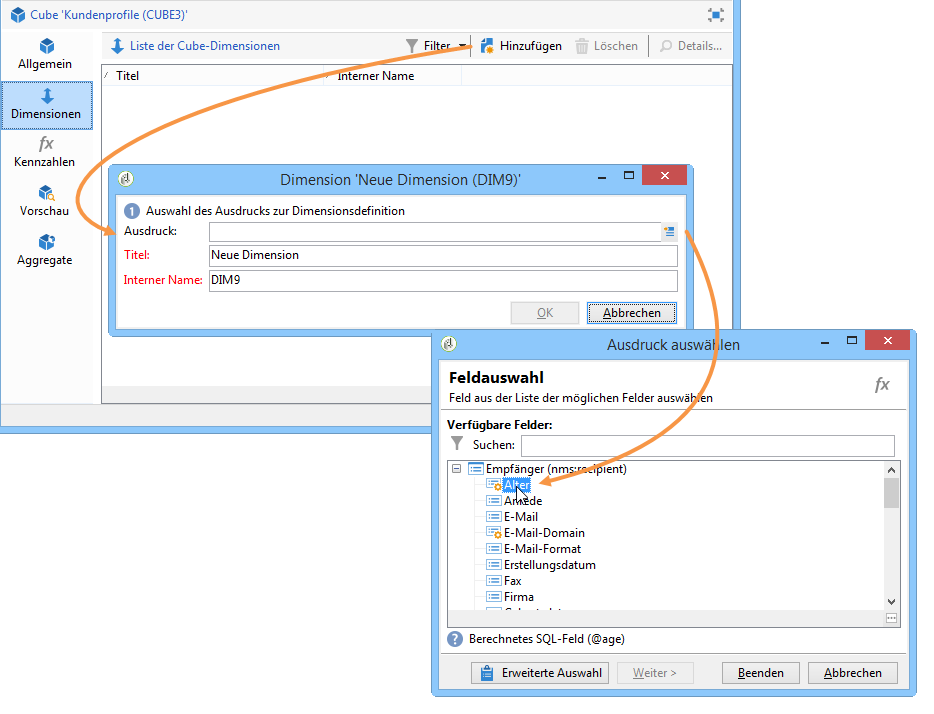 Cube 'Kundenprofile (CUBE3)'
Allgemein
Dimensionen
fx
Kennzahlen
Vorschau
Aggregate
Liste der Cube-Dimensionen
Filter
Hinzufügen
Löschen
Details...
Titel
Interner Name
Dimension 'Neue Dimension (DIM9)'
1 Auswahl des Ausdrucks zur Dimensionsdefinition
Ausdruck:
Titel: Neue Dimension
Interner Name: DIM9
OK
Abbrechen
Ausdruck auswählen
Feldauswahl
fx
Feld aus der Liste der möglichen Felder auswählen
Verfügbare Felder:
Suchen:
Empfänger (nms:recipient)
Alter
Anrede
E-Mail
E-Mail-Domain
E-Mail-Format
Erstellungsdatum
Fax
Firma
? Berechnetes SQL-Feld (@age)
Erweiterte Auswahl
Weiter >
Beenden
Abbrechen